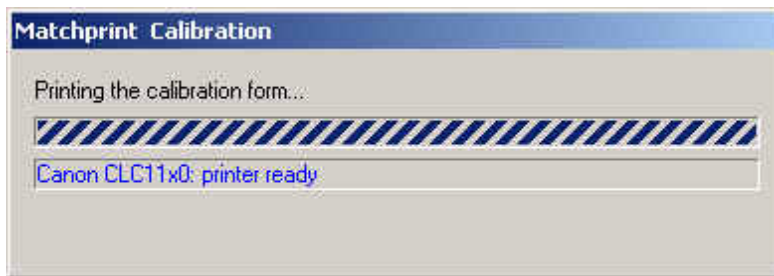 Matchprint Calibration
Printing the calibration form...
Canon CLC11x0: printer ready